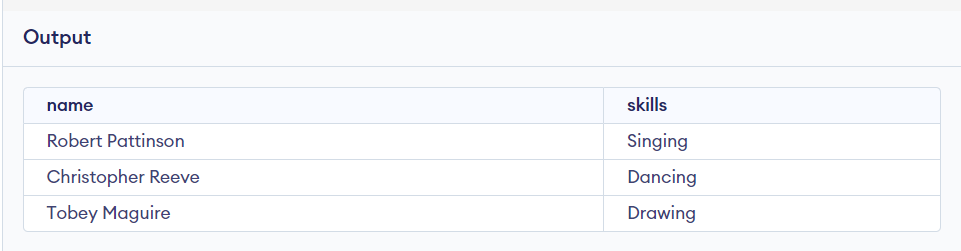 Output
name skills
Robert Pattinson Singing
Christopher Reeve Dancing
Tobey Maguire Drawing